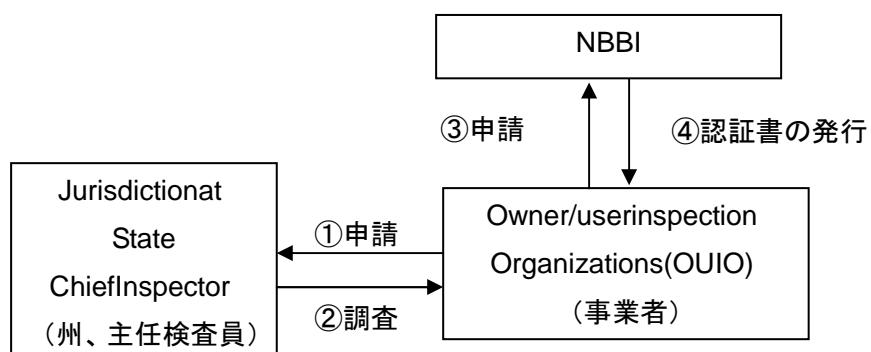 NBBI
③申請
④認証書の発行
Jurisdictionat
State
ChiefInspector
（州、主任検査員）
①申請
②調査
Owner/userinspection
Organizations(OUIO)
（事業者）